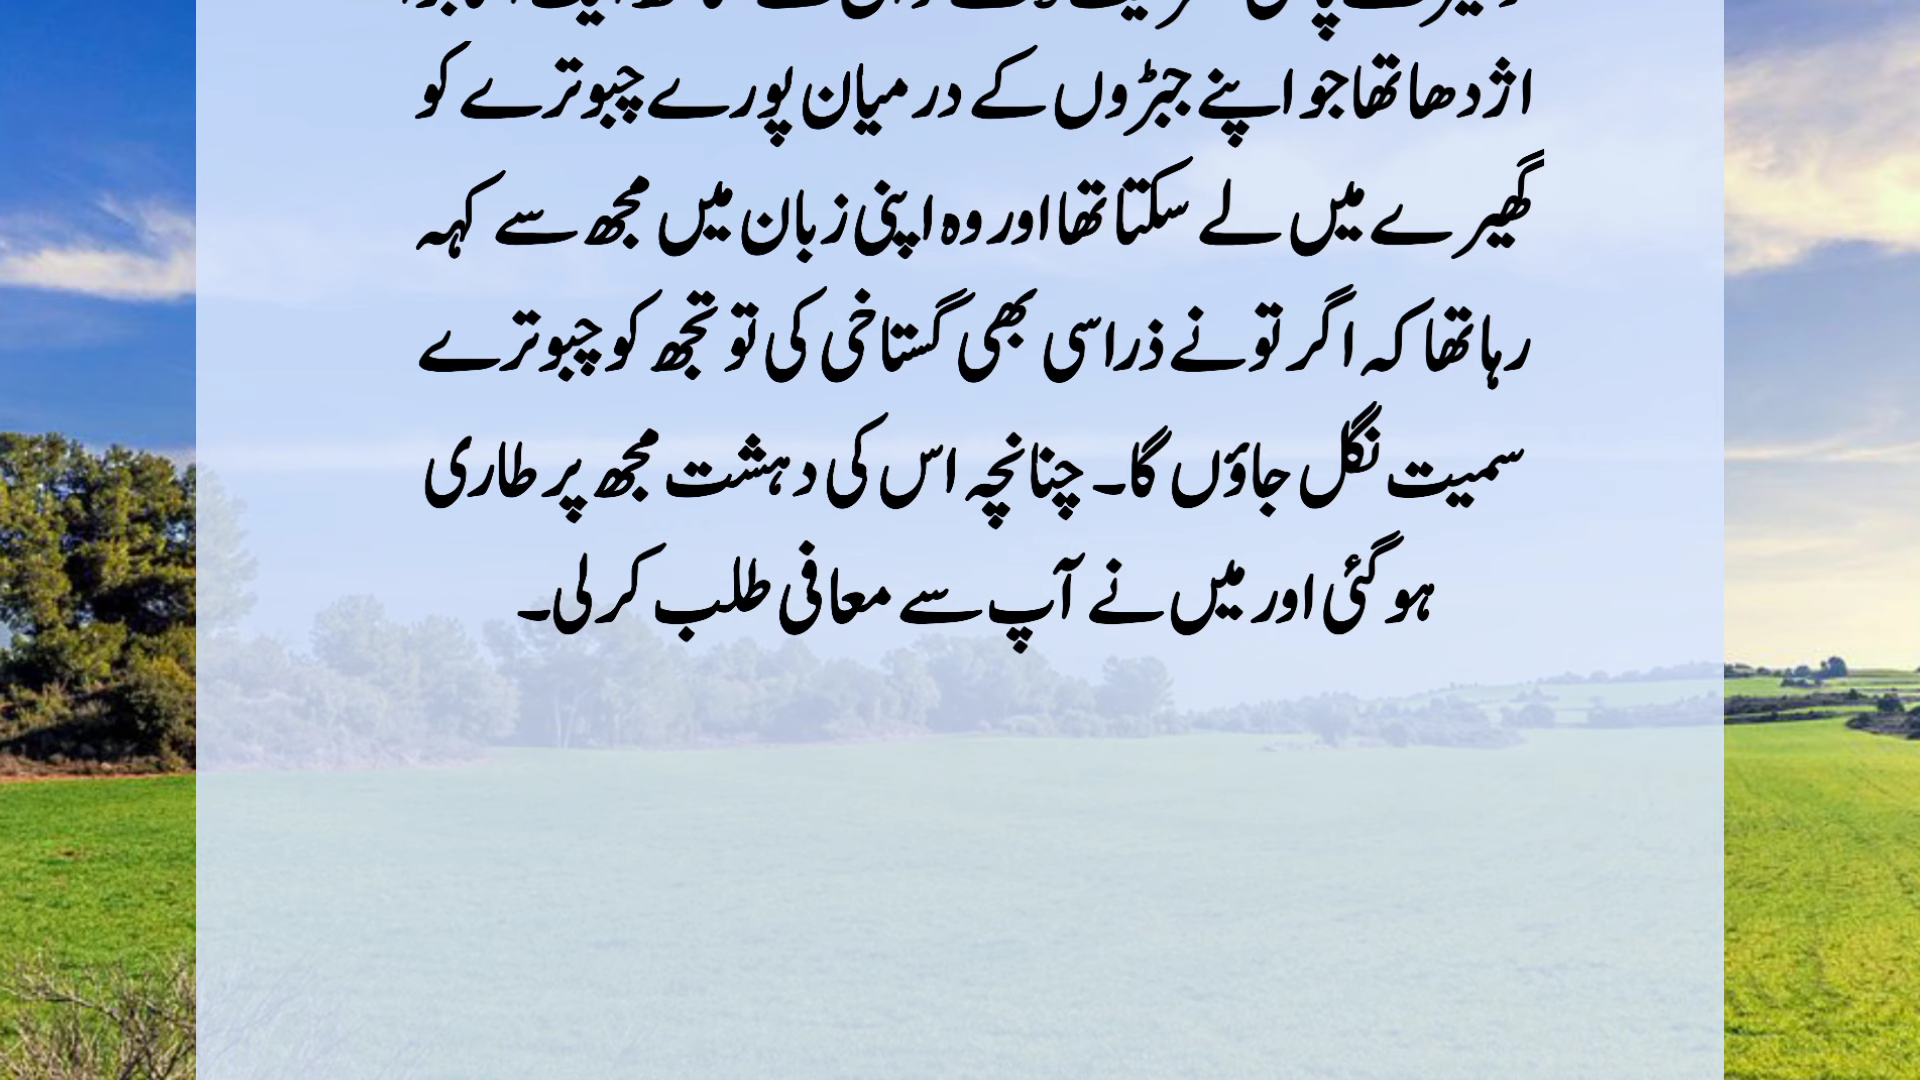 اژدھا تھا جو اپنے جبڑوں کے درمیان پورے چبوترے کو
گھیرے میں لے سکتا تھا اور وہ اپنی زبان میں مجھ سے کہہ
رہا تھا کہ اگر تو نے ذرا سی بھی گستاخی کی تو تجھ کو چبوترے
سمیت نگل جاؤں گا۔ چنانچہ اس کی دہشت مجھ پر طاری
ہو گئی اور میں نے آپ سے معافی طلب کر لی۔